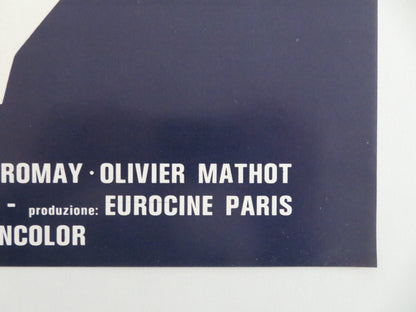 ROMAY · OLIVIER MATHOT
- produzione: EUROCINE PARIS
NCOLOR